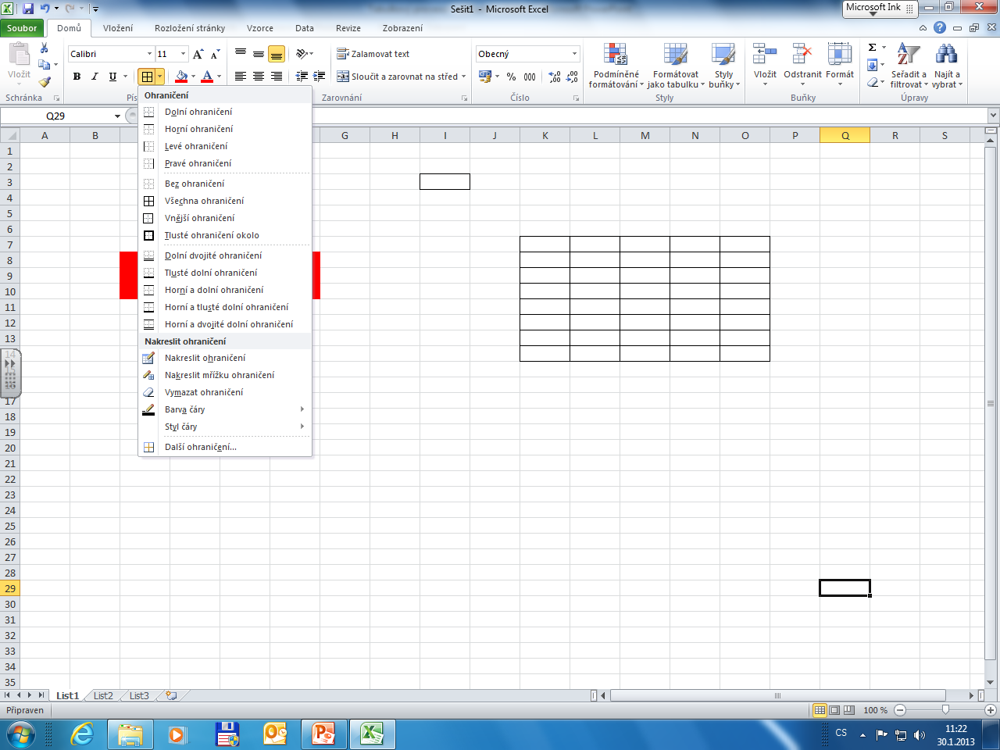 Sešit1 - Microsoft Excel
Microsoft Ink
Soubor Domů Vložení Rozložení stránky Vzorce Data Revize Zobrazení
Calibri 11 Zalamovat text Obecný
Vložit
B I U Sloučit a zarovnat na střed % 000
Podmíněné formátování Formátovat jako tabulku Styly buňky Vložit Odstranit Formát Σ Seřadit a filtrovat Najít a vybrat
Schránka Pís Zarovnání Číslo Styly Buňky Úpravy
Q29
A B G H I J K L M N O P Q R S
Ohraničení
Dolní ohraničení
Horní ohraničení
Levé ohraničení
Pravé ohraničení
Bez ohraničení
Všechna ohraničení
Vnější ohraničení
Tlusté ohraničení okolo
Dolní dvojité ohraničení
Tlusté dolní ohraničení
Horní a dolní ohraničení
Horní a tlusté dolní ohraničení
Horní a dvojité dolní ohraničení
Nakreslit ohraničení
Nakreslit ohraničení
Nakreslit mřížku ohraničení
Vymazat ohraničení
Barva čáry
Styl čáry
Další ohraničení...
1
2
3
4
5
6
7
8
9
10
11
12
13
14
15
16
17
18
19
20
21
22
23
24
25
26
27
28
29
30
31
32
33
34
35
List1 List2 List3
Připraven 100 %
CS 11:22
30.1.2013